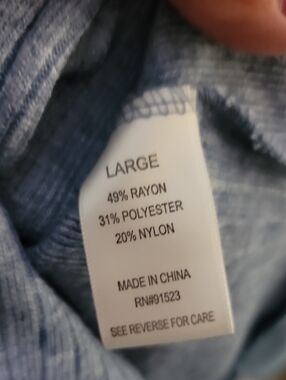 LARGE
49% RAYON
31% POLYESTER
20% NYLON
MADE IN CHINA
RN#91523
SEE REVERSE FOR CARE